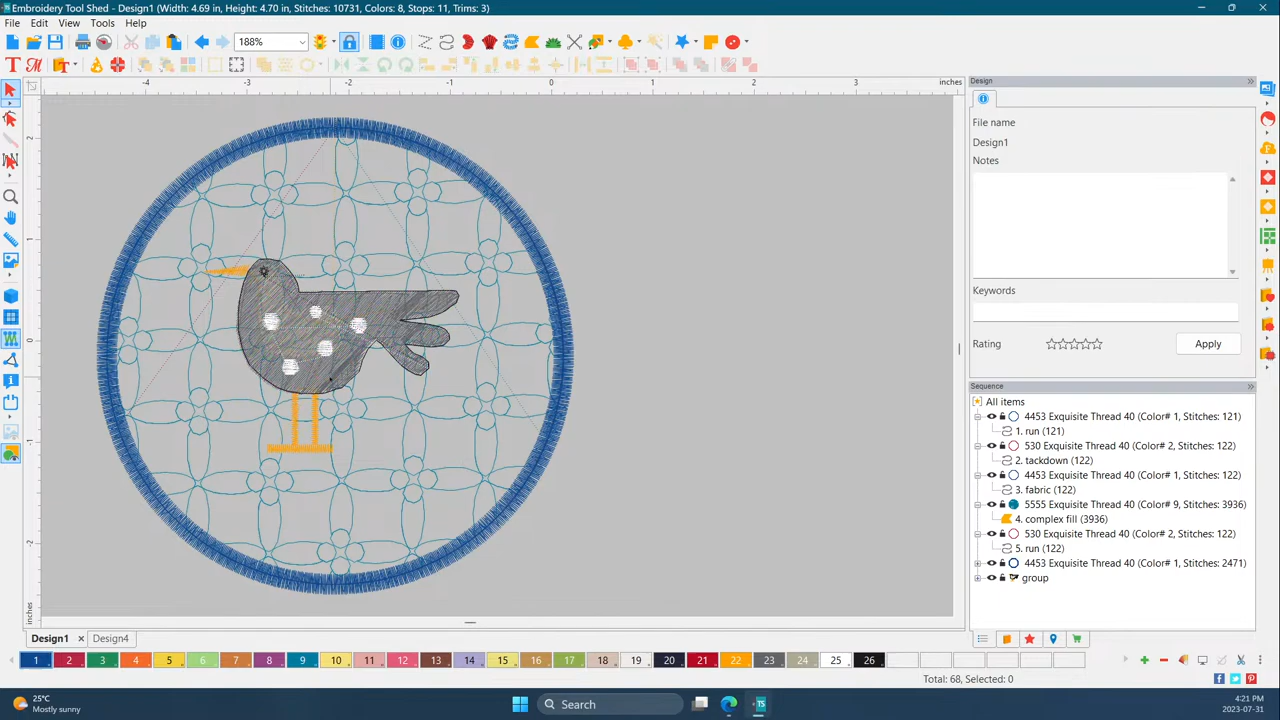 Embroidery Tool Shed - Design1 (Width: 4.69 in, Height: 4.70 in, Stitches: 10731, Colors: 8, Stops: 11, Trims: 3)
File Edit View Tools Help
188%
-4 -3 -2 -1 0 1 2 3 inches
2
1
0
-1
-2
inches
Design
File name
Design1
Notes
Keywords
Rating
Apply
Sequence
All items
4453 Exquisite Thread 40 (Color# 1, Stitches: 121)
1. run (121)
530 Exquisite Thread 40 (Color# 2, Stitches: 122)
2. tackdown (122)
4453 Exquisite Thread 40 (Color# 1, Stitches: 122)
3. fabric (122)
5555 Exquisite Thread 40 (Color# 9, Stitches: 3936)
4. complex fill (3936)
530 Exquisite Thread 40 (Color# 2, Stitches: 122)
5. run (122)
4453 Exquisite Thread 40 (Color# 1, Stitches: 2471)
group
Design1 Design4
1 2 3 4 5 6 7 8 9 10 11 12 13 14 15 16 17 18 19 20 21 22 23 24 25 26
Total: 68, Selected: 0
25°C
Mostly sunny
Search
TS
4:21 PM
2023-07-31